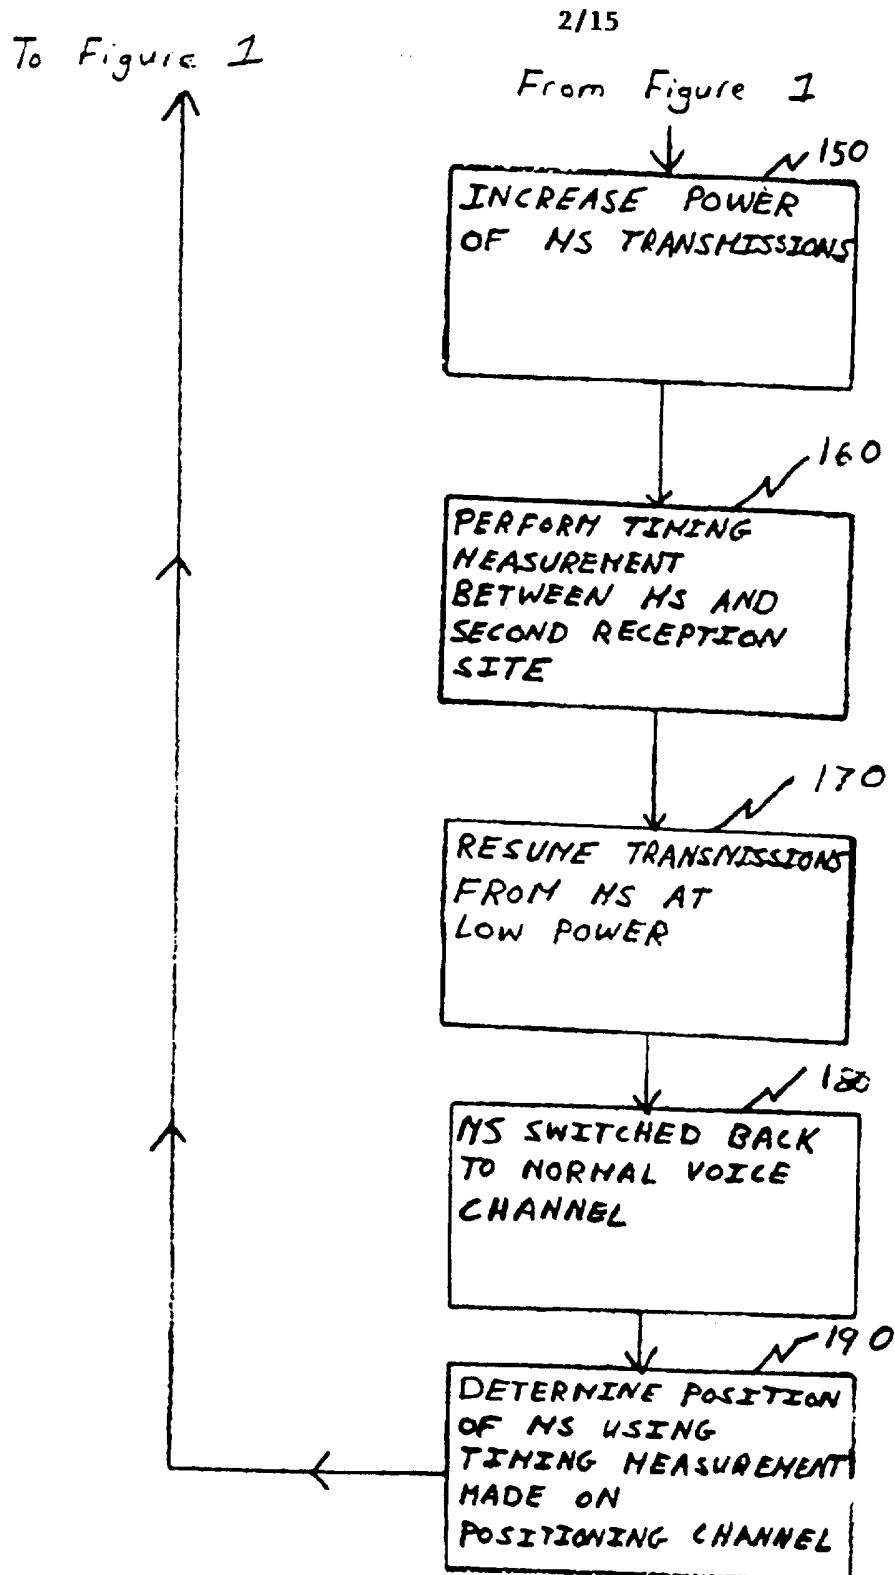 2/15
To Figure 1
From Figure 1
150
INCREASE POWER
OF MS TRANSMISSIONS
160
PERFORM TIMING
MEASUREMENT
BETWEEN MS AND
SECOND RECEPTION
SITE
170
RESUME TRANSMISSIONS
FROM MS AT
LOW POWER
180
MS SWITCHED BACK
TO NORMAL VOICE
CHANNEL
190
DETERMINE POSITION
OF MS USING
TIMING MEASUREMENT
MADE ON
POSITIONING CHANNEL